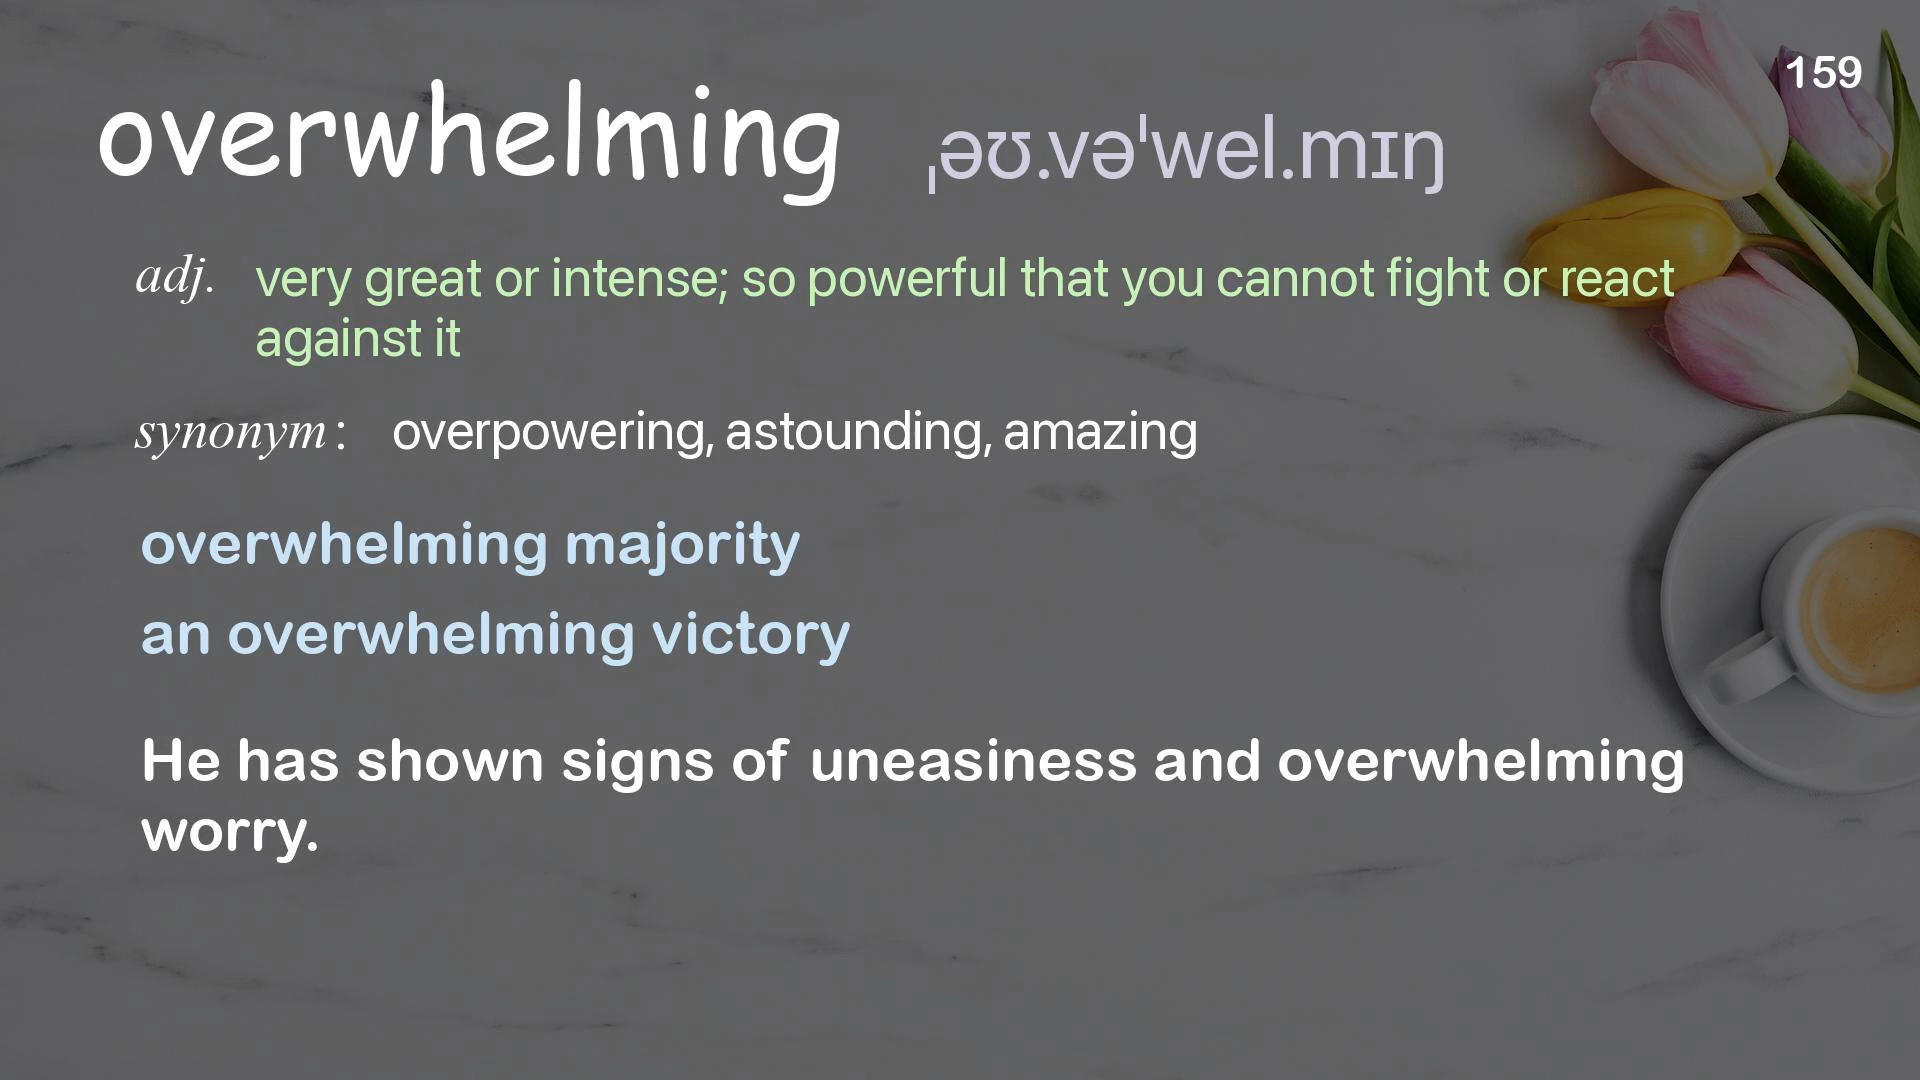 159
overwhelming ˌəʊ.vəˈwel.mɪŋ
adj. very great or intense; so powerful that you cannot fight or react
against it
synonym: overpowering, astounding, amazing
overwhelming majority
an overwhelming victory
He has shown signs of uneasiness and overwhelming
worry.